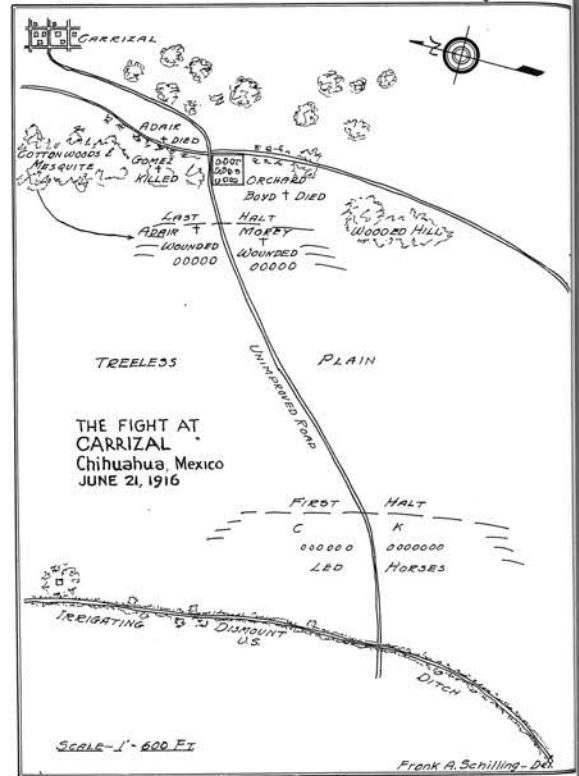 CARRIZAL
N
ADAIR
† DIED
COTTONWOODS &
MESQUITE
GOMEZ
†
KILLED
ORCHARD
BOYD † DIED
WOODED HILL
LAST HALT
ADAIR † MOREY
†
WOUNDED WOUNDED
TREELESS PLAIN
UNIMPROVED ROAD
THE FIGHT AT
CARRIZAL
Chihuahua, Mexico
JUNE 21, 1916
FIRST HALT
C K
LED HORSES
IRRIGATING DISMOUNT DITCH
U.S.
SCALE - 1" - 600 FT
Frank A. Schilling - Del.